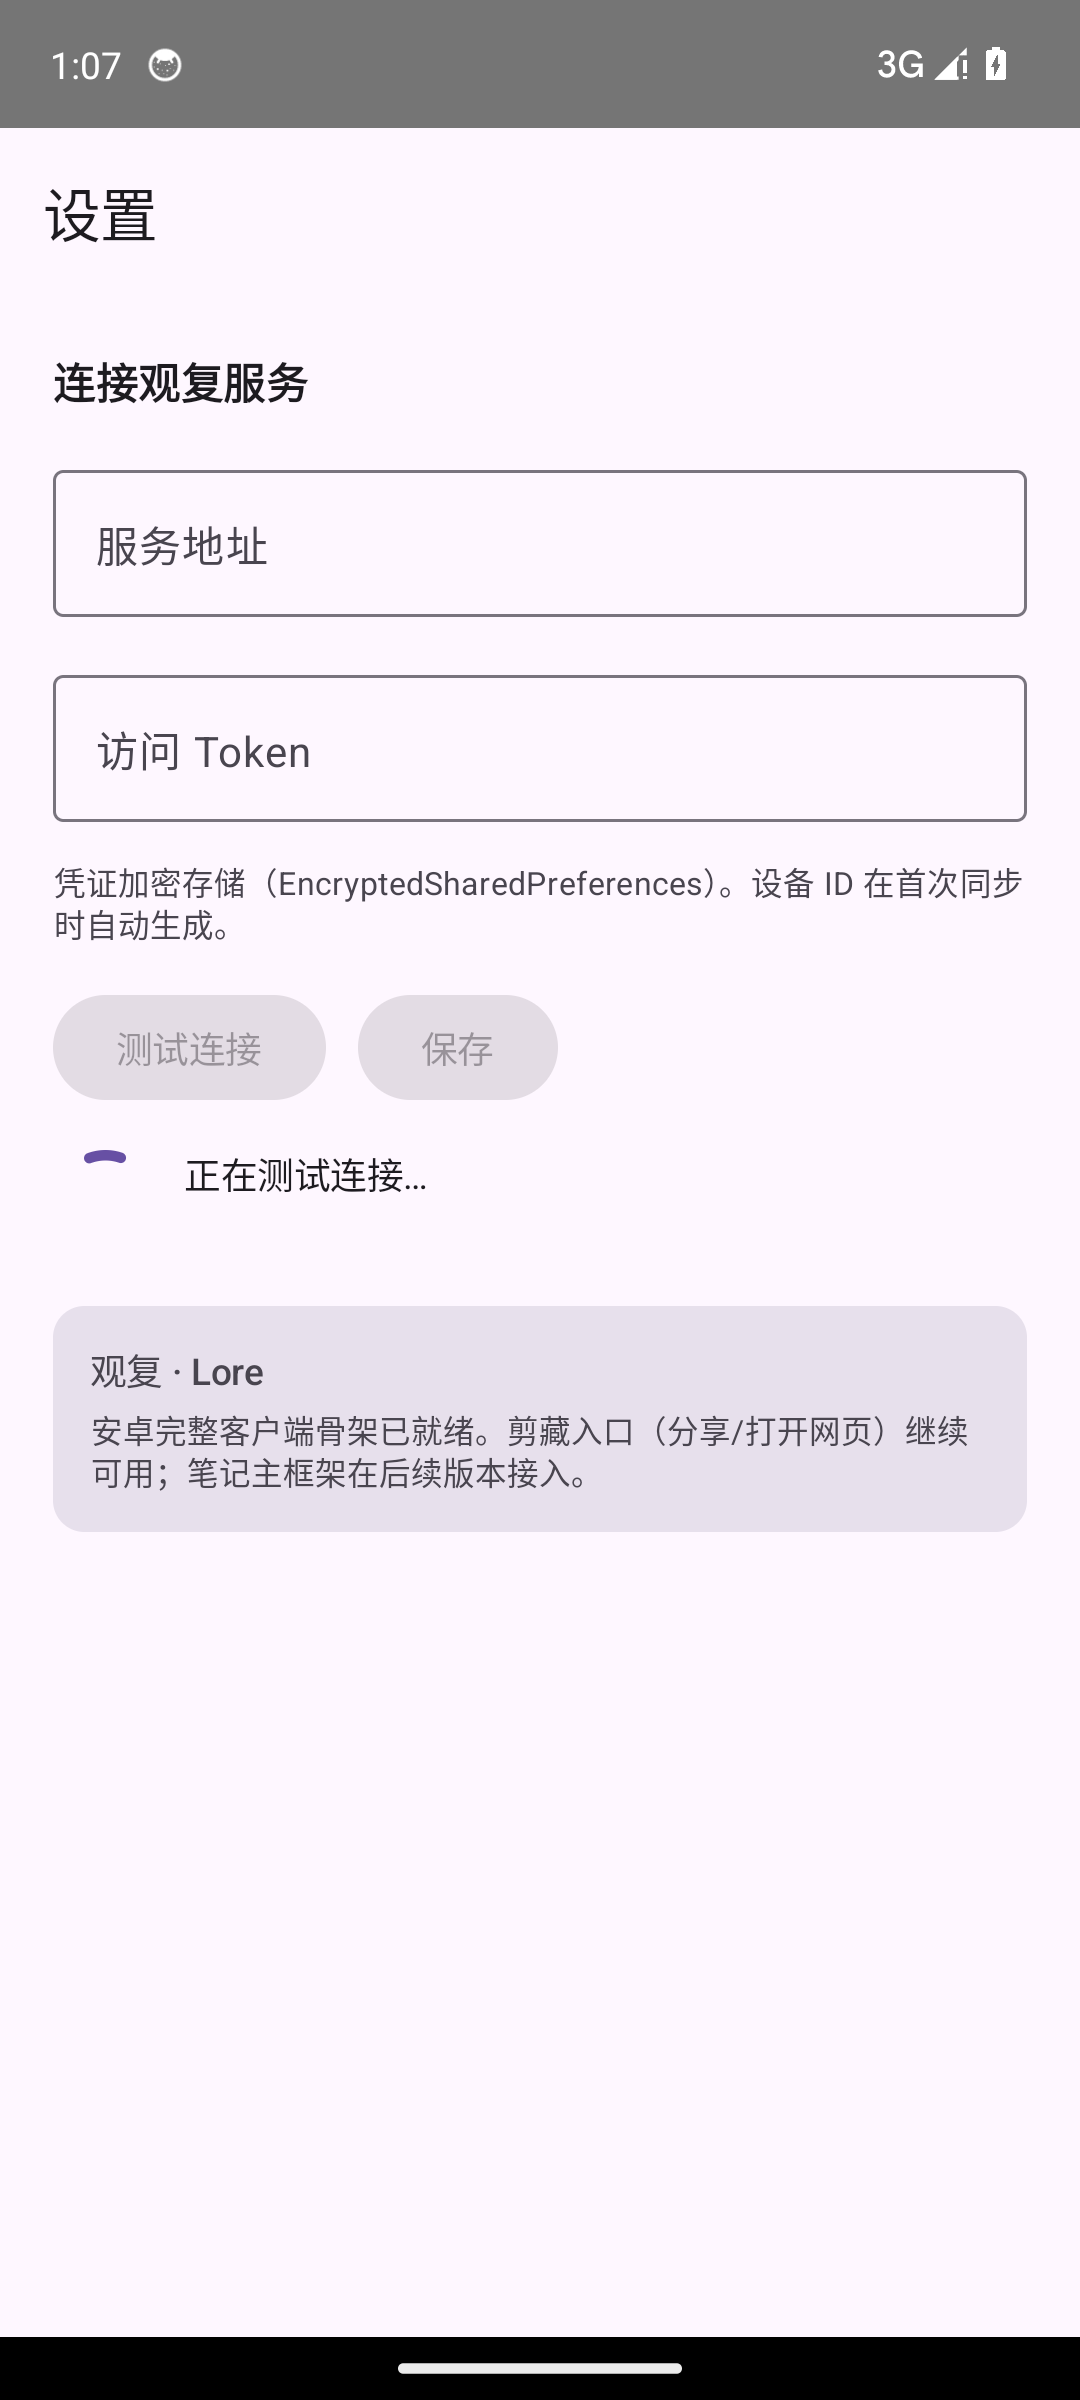 1:07
3G
设置
连接观复服务
服务地址
访问 Token
凭证加密存储（EncryptedSharedPreferences）。设备 ID 在首次同步
时自动生成。
测试连接
保存
正在测试连接…
观复 · Lore
安卓完整客户端骨架已就绪。剪藏入口（分享/打开网页）继续
可用；笔记主框架在后续版本接入。